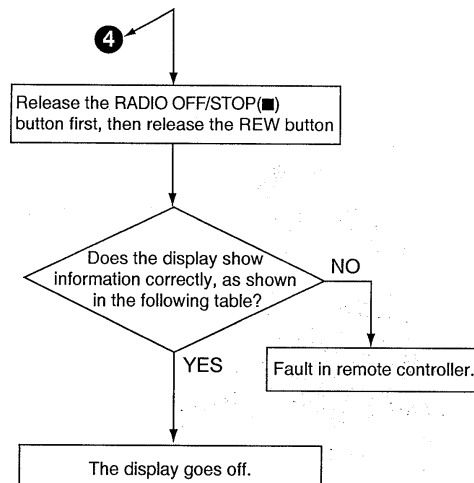 4
Release the RADIO OFF/STOP(■)
button first, then release the REW button
Does the display show
information correctly, as shown
in the following table?
NO
YES
Fault in remote controller.
The display goes off.